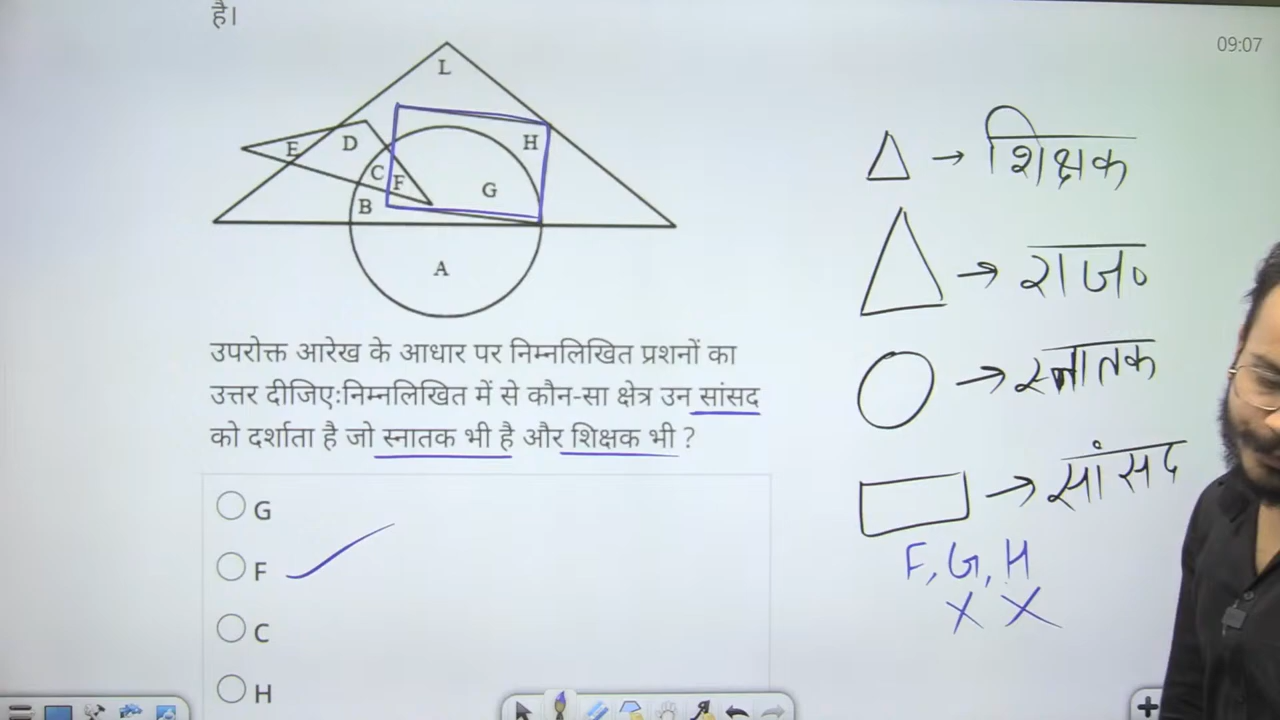 है।
09:07
L
H
D
E
C
F
G
B
A
शिक्षक
राज०
स्नातक
सांसद
F, G, H
X X
उपरोक्त आरेख के आधार पर निम्नलिखित प्रशनों का
उत्तर दीजिए:निम्नलिखित में से कौन-सा क्षेत्र उन सांसद
को दर्शाता है जो स्नातक भी है और शिक्षक भी ?
G
F
C
H